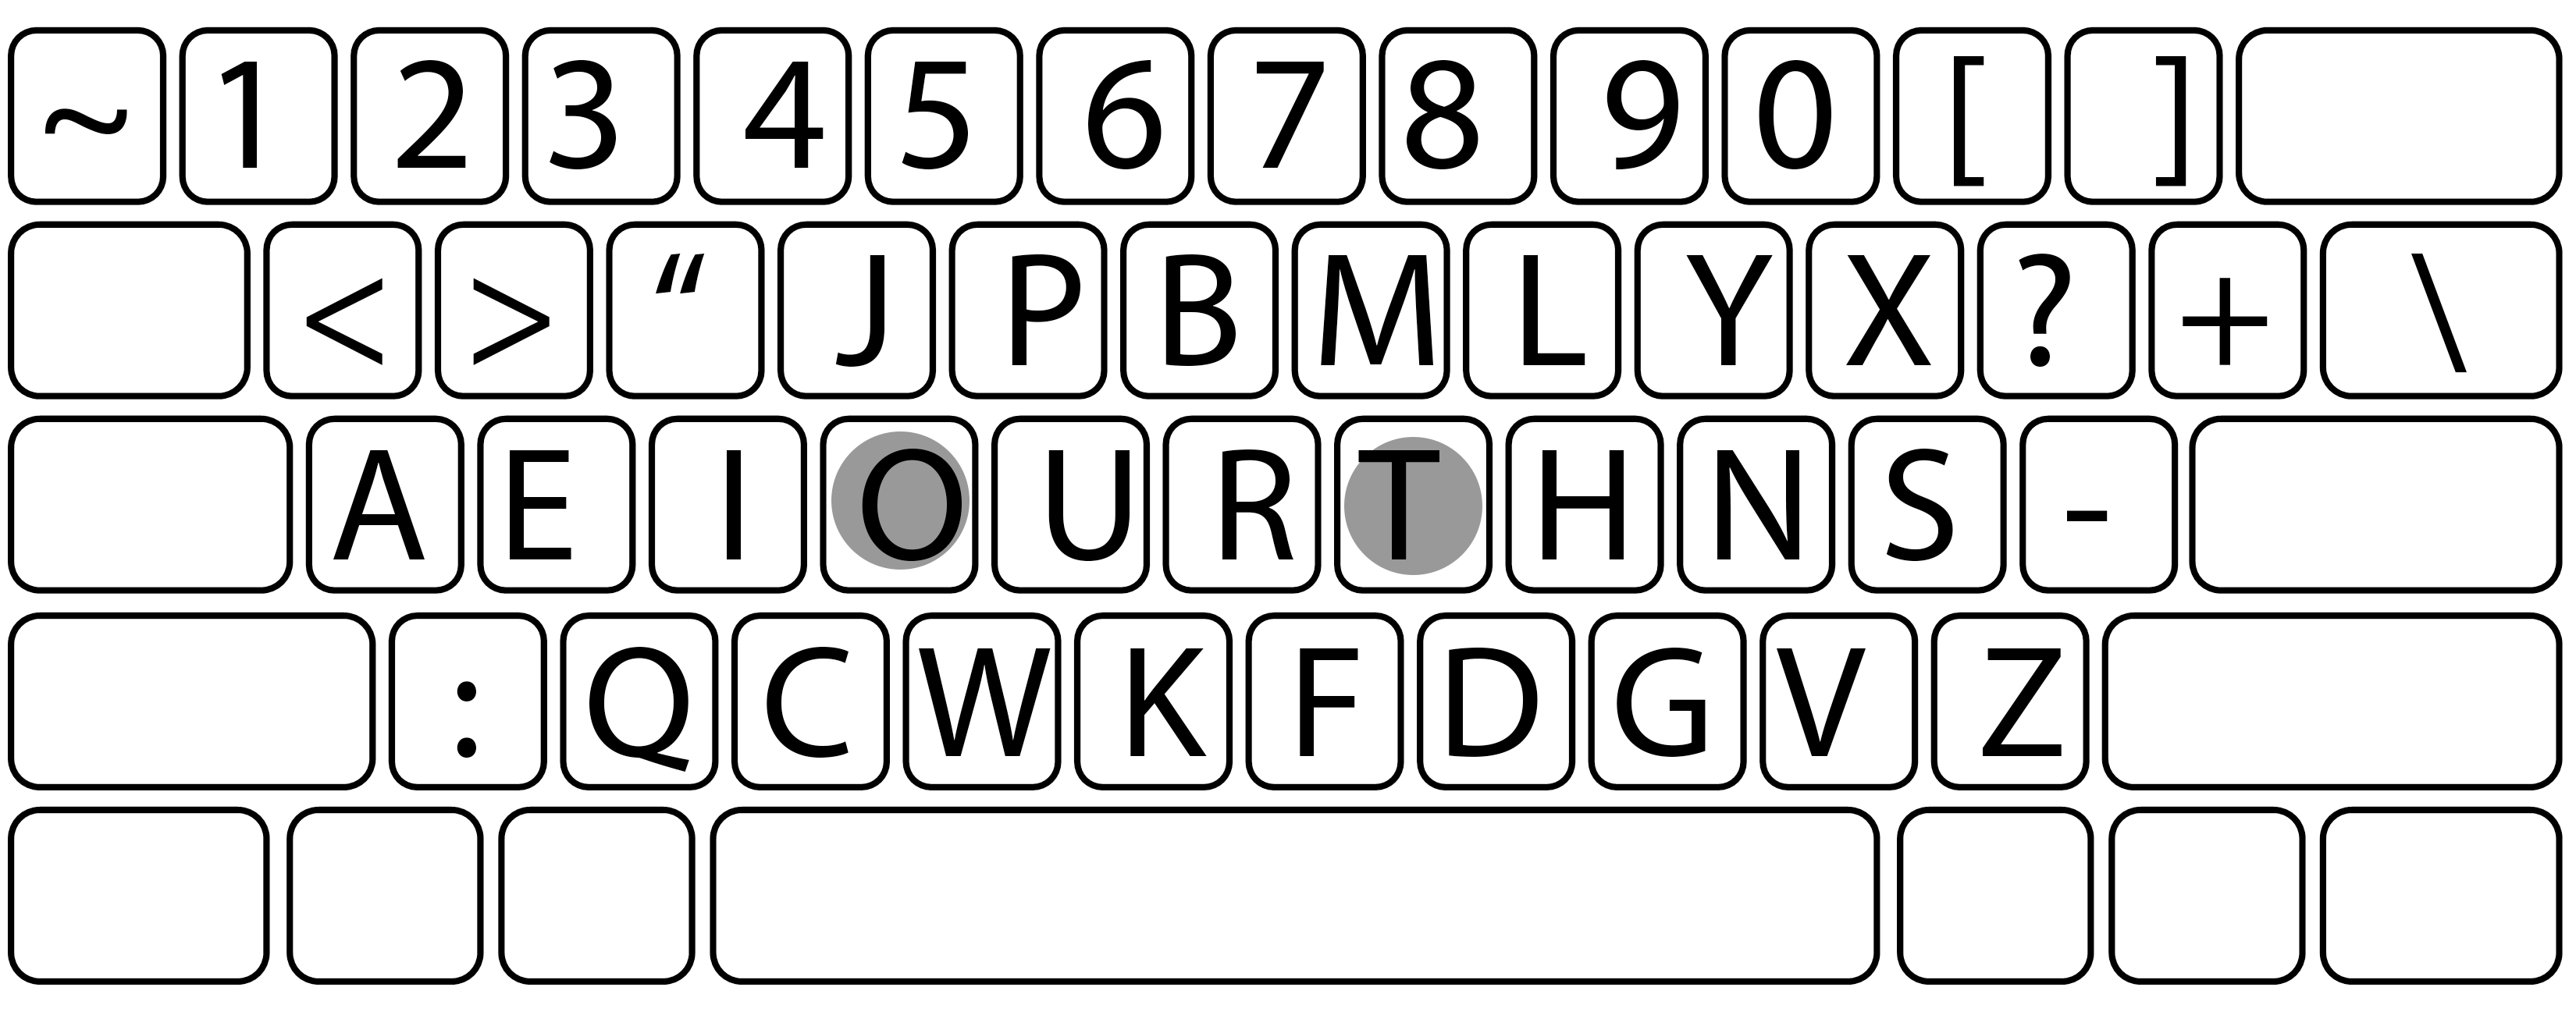 ~ 1 2 3 4 5 6 7 8 9 0 [ ]
< > “ J P B M L Y X ? + \
A E I O U R T H N S -
: Q C W K F D G V Z